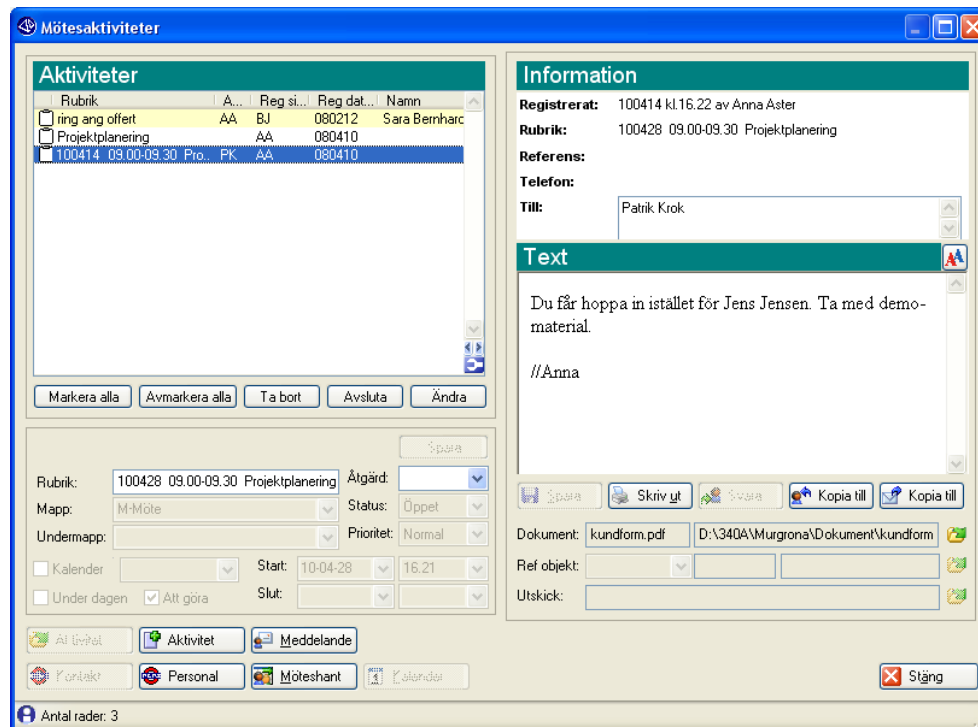 Mötesaktiviteter
Aktiviteter
Rubrik A... Reg si... Reg dat... Namn
ring ang offert AA BJ 080212 Sara Bernhard
Projektplanering AA 080410
100414 09.00-09.30 Pro.. PK AA 080410
Markera alla Avmarkera alla Ta bort Avsluta Ändra
Spara
Rubrik: 100428 09.00-09.30 Projektplanering Åtgärd:
Mapp: M-Möte Status: Öppet
Undermapp: Prioritet: Normal
Kalender Start: 10-04-28 16.21
Under dagen Att göra Slut:
Aktivitet Aktivitet Meddelande
Kontakt Personal Möteshant Kalender
Antal rader: 3
Information
Registrerat: 100414 kl.16.22 av Anna Aster
Rubrik: 100428 09.00-09.30 Projektplanering
Referens:
Telefon:
Till: Patrik Krok
Text AA
Du får hoppa in istället för Jens Jensen. Ta med demo-
material.
//Anna
Spara Skriv ut Svara Kopia till Kopia till
Dokument: kundform.pdf D:\340A\Murgrona\Dokument\kundform
Ref objekt:
Utskick:
Stäng